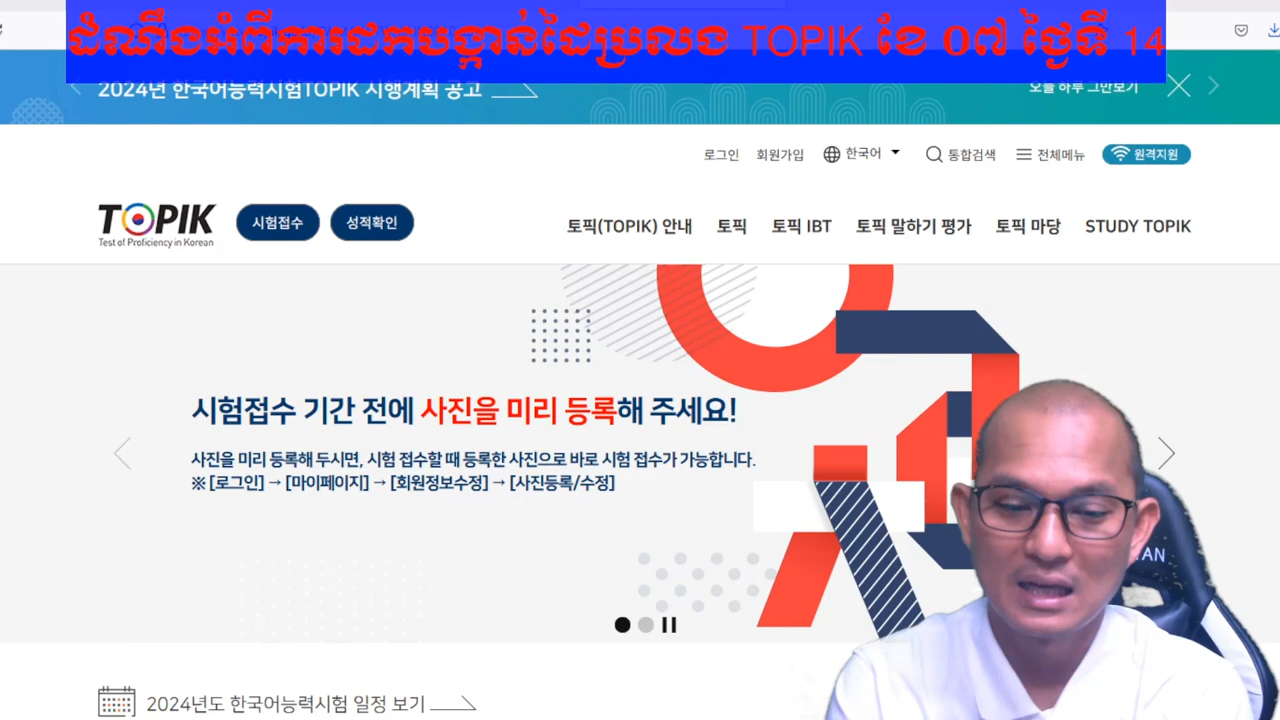 ដំណឹងអំពីការដកបង្កាន់ដៃប្រលង TOPIK ខែ ០៧ ថ្ងៃទី 14
2024년 한국어능력시험TOPIK 시행계획 공고
오늘 하루 그만보기
로그인 회원가입 한국어 통합검색 전체메뉴 원격지원
TOPIK
Test of Proficiency in Korean
시험접수 성적확인
토픽(TOPIK) 안내 토픽 토픽 IBT 토픽 말하기 평가 토픽 마당 STUDY TOPIK
시험접수 기간 전에 사진을 미리 등록해 주세요!
사진을 미리 등록해 두시면, 시험 접수할 때 등록한 사진으로 바로 시험 접수가 가능합니다.
※ [로그인] → [마이페이지] → [회원정보수정] → [사진등록/수정]
2024년도 한국어능력시험 일정 보기